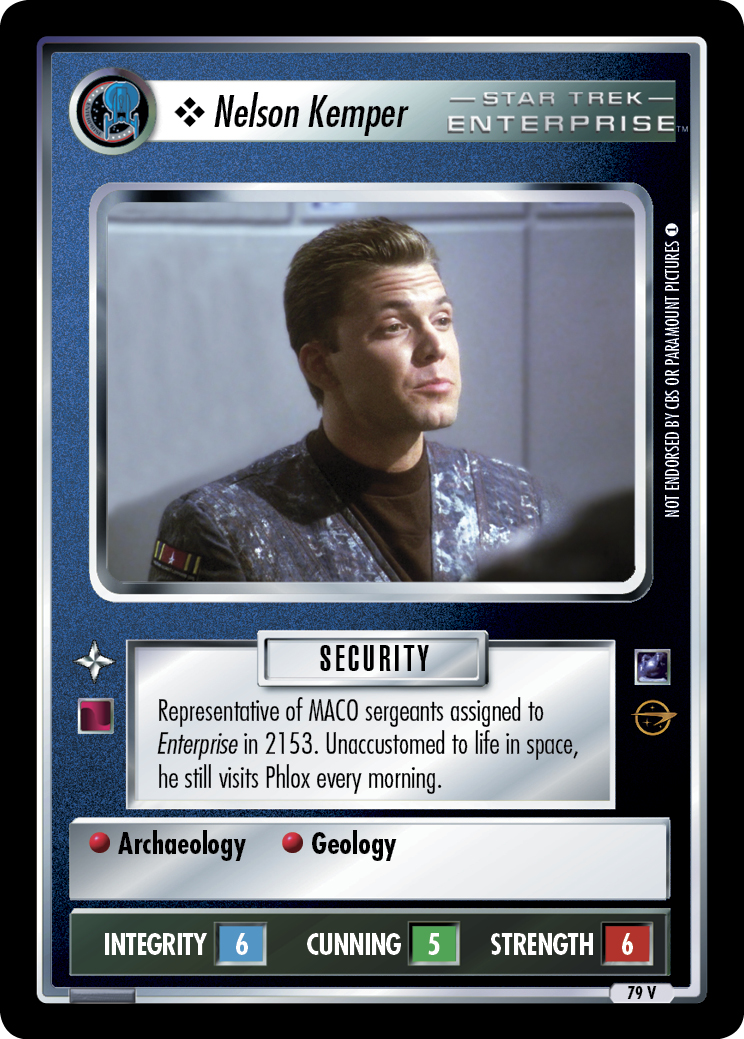 ❖ Nelson Kemper
STAR TREK
ENTERPRISE™
NOT ENDORSED BY CBS OR PARAMOUNT PICTURES 1
SECURITY
Representative of MACO sergeants assigned to
Enterprise in 2153. Unaccustomed to life in space,
he still visits Phlox every morning.
Archaeology Geology
INTEGRITY 6 CUNNING 5 STRENGTH 6
79 V